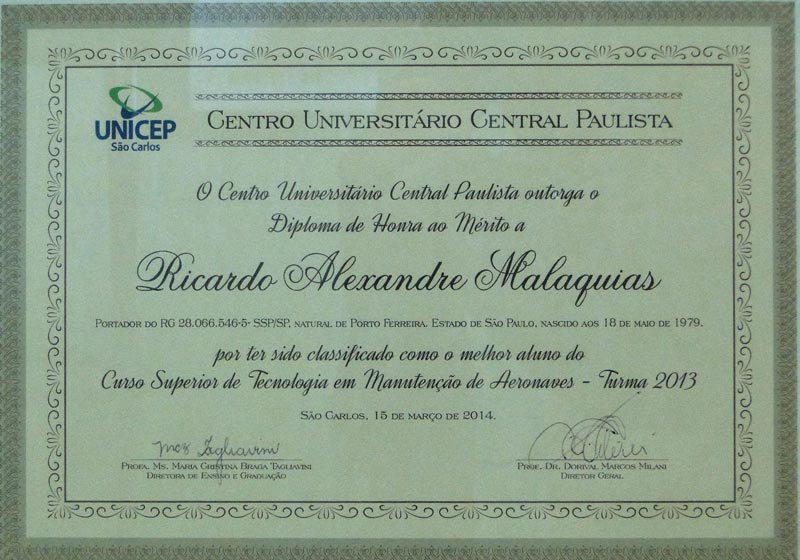 UNICEP
São Carlos
CENTRO UNIVERSITÁRIO CENTRAL PAULISTA
O Centro Universitário Central Paulista outorga o
Diploma de Honra ao Mérito a
Ricardo Alexandre Malaquias
PORTADOR DO RG 28.066.546-5- SSP/SP, NATURAL DE PORTO FERREIRA. ESTADO DE SÃO PAULO, NASCIDO AOS 18 DE MAIO DE 1979.
por ter sido classificado como o melhor aluno do
Curso Superior de Tecnologia em Manutenção de Aeronaves - Turma 2013
SÃO CARLOS, 15 DE MARÇO DE 2014.
PROFA. MS. MARIA CRISTINA BRAGA TAGLIAVINI
DIRETORA DE ENSINO E GRADUAÇÃO
PROF. DR. DORIVAL MARCOS MILANI
DIRETOR GERAL